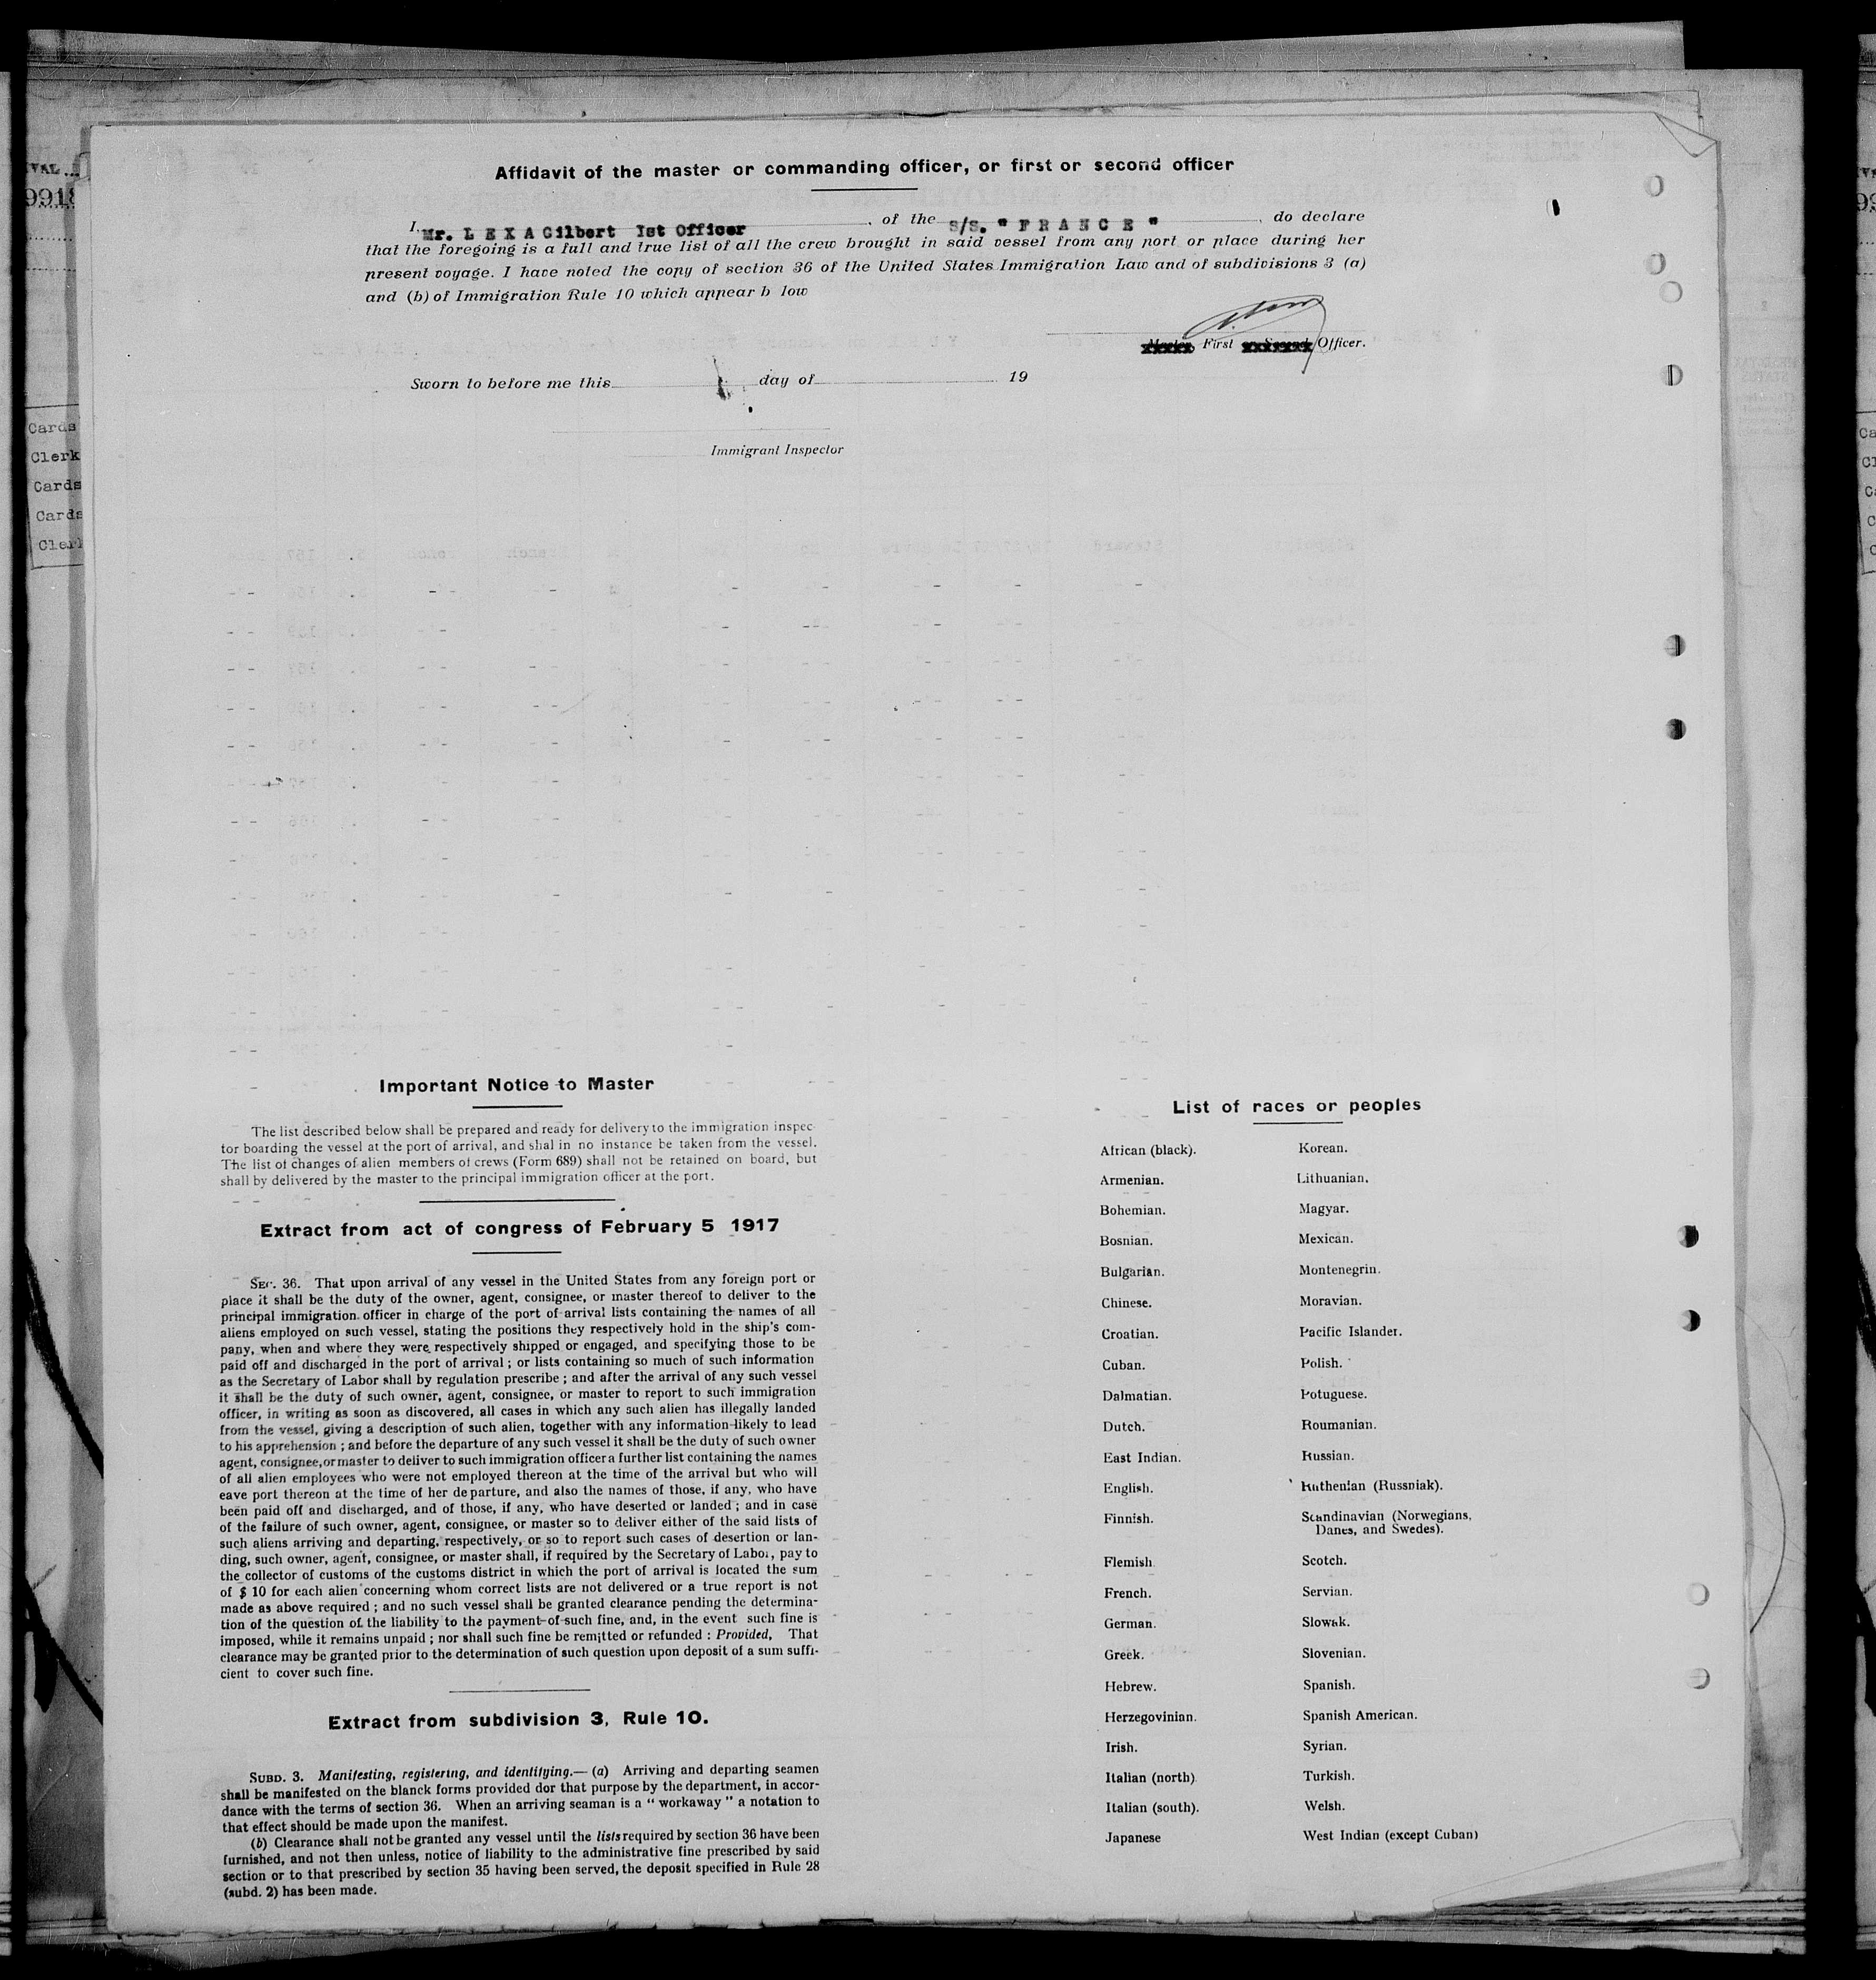 Affidavit of the master or commanding officer, or first or second officer
I, Mr. L E X A Gilbert 1st Officer, of the s/s. " F R A N C E ", do declare
that the foregoing is a full and true list of all the crew brought in said vessel from any port or place during her
present voyage. I have noted the copy of section 36 of the United States Immigration Law and of subdivisions 3 (a)
and (b) of Immigration Rule 10 which appear b low
First Officer.
Sworn to before me this day of 19
Immigrant Inspector
VAL
Cards
Clerk
Cards
Cards
Important Notice to Master
The list described below shall be prepared and ready for delivery to the immigration inspec-
tor boarding the vessel at the port of arrival, and shal in no instance be taken from the vessel.
The list of changes of alien members of crews (Form 689) shall not be retained on board, but
shall by delivered by the master to the principal immigration officer at the port.
Extract from act of congress of February 5 1917
SEC. 36. That upon arrival of any vessel in the United States from any foreign port or
place it shall be the duty of the owner, agent, consignee, or master thereof to deliver to the
principal immigration officer in charge of the port of arrival lists containing the names of all
aliens employed on such vessel, stating the positions they respectively hold in the ship's com-
pany, when and where they were respectively shipped or engaged, and specifying those to be
paid off and discharged in the port of arrival ; or lists containing so much of such information
as the Secretary of Labor shall by regulation prescribe ; and after the arrival of any such vessel
it shall be the duty of such owner, agent, consignee, or master to report to such immigration
officer, in writing as soon as discovered, all cases in which any such alien has illegally landed
from the vessel, giving a description of such alien, together with any information likely to lead
to his apprehension ; and before the departure of any such vessel it shall be the duty of such owner
agent, consignee, or master to deliver to such immigration officer a further list containing the names
of all alien employees who were not employed thereon at the time of the arrival but who will
eave port thereon at the time of her departure, and also the names of those, if any, who have
been paid off and discharged, and of those, if any, who have deserted or landed ; and in case
of the failure of such owner, agent, consignee, or master so to deliver either of the said lists of
such aliens arriving and departing, respectively, or so to report such cases of desertion or lan-
ding, such owner, agent, consignee, or master shall, if required by the Secretary of Labor, pay to
the collector of customs of the customs district in which the port of arrival is located the sum
of $ 10 for each alien concerning whom correct lists are not delivered or a true report is not
made as above required ; and no such vessel shall be granted clearance pending the determina-
tion of the question of the liability to the payment of such fine, and, in the event such fine is
imposed, while it remains unpaid ; nor shall such fine be remitted or refunded : Provided, That
clearance may be granted prior to the determination of such question upon deposit of a sum suffi-
cient to cover such fine.
Extract from subdivision 3, Rule 10.
SUBD. 3. Manifesting, registering, and identifying.— (a) Arriving and departing seamen
shall be manifested on the blanck forms provided dor that purpose by the department, in accor-
dance with the terms of section 36. When an arriving seaman is a " workaway " a notation to
that effect should be made upon the manifest.
(b) Clearance shall not be granted any vessel until the lists required by section 36 have been
furnished, and not then unless, notice of liability to the administrative fine prescribed by said
section or to that prescribed by section 35 having been served, the deposit specified in Rule 28
(subd. 2) has been made.
List of races or peoples
African (black). Korean.
Armenian. Lithuanian.
Bohemian. Magyar.
Bosnian. Mexican.
Bulgarian. Montenegrin.
Chinese. Moravian.
Croatian. Pacific Islander.
Cuban. Polish.
Dalmatian. Potuguese.
Dutch. Roumanian.
East Indian. Russian.
English. Ruthenian (Russniak).
Finnish. Scandinavian (Norwegians,
Danes, and Swedes).
Flemish Scotch.
French. Servian.
German. Slowak.
Greek. Slovenian.
Hebrew. Spanish.
Herzegovinian. Spanish American.
Irish. Syrian.
Italian (north) Turkish.
Italian (south). Welsh.
Japanese West Indian (except Cuban)